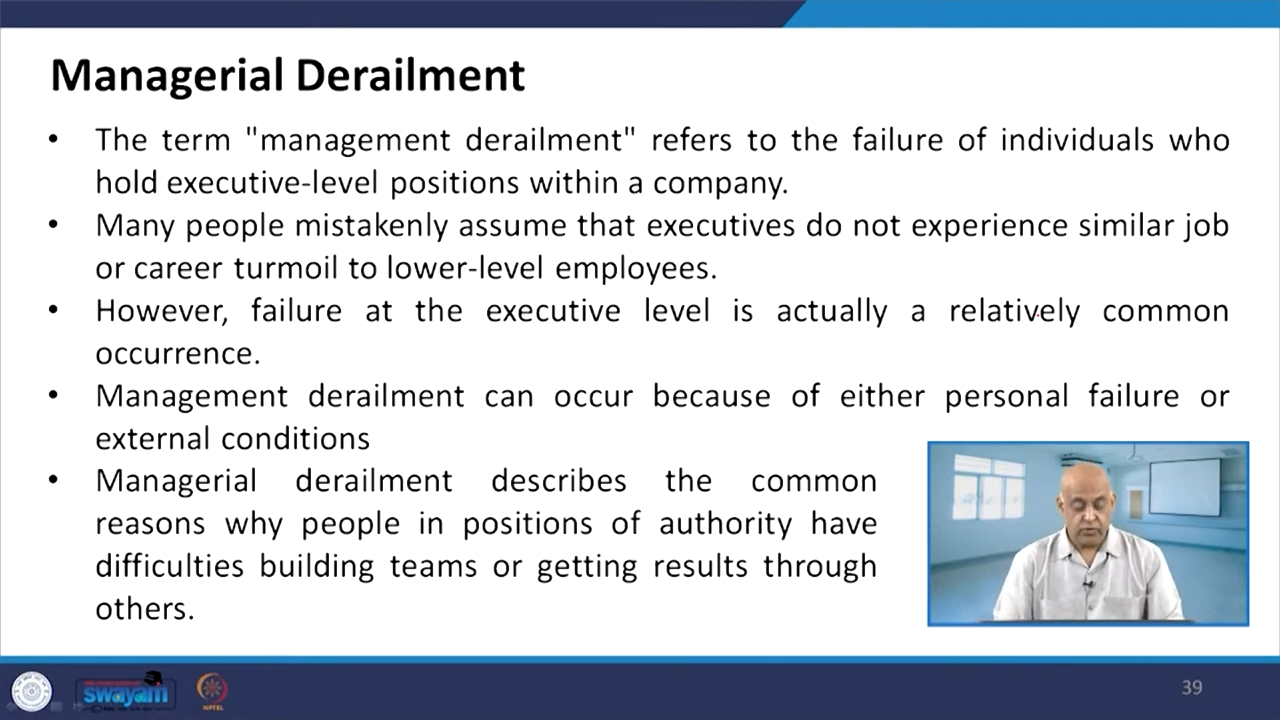 Managerial Derailment
• The term "management derailment" refers to the failure of individuals who
hold executive-level positions within a company.
• Many people mistakenly assume that executives do not experience similar job
or career turmoil to lower-level employees.
• However, failure at the executive level is actually a relatively common
occurrence.
• Management derailment can occur because of either personal failure or
external conditions
• Managerial derailment describes the common
reasons why people in positions of authority have
difficulties building teams or getting results through
others.
swayam
NPTEL
39